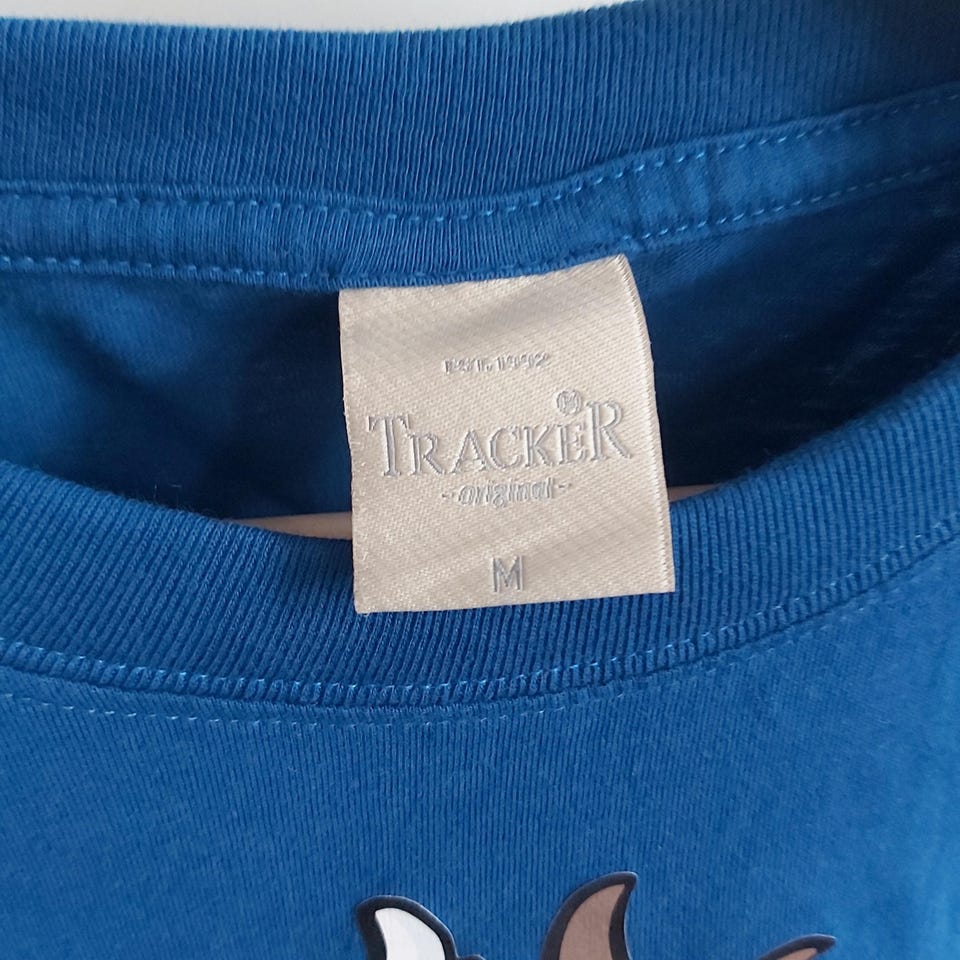 EST. 1992
TRACKER
-original-
M